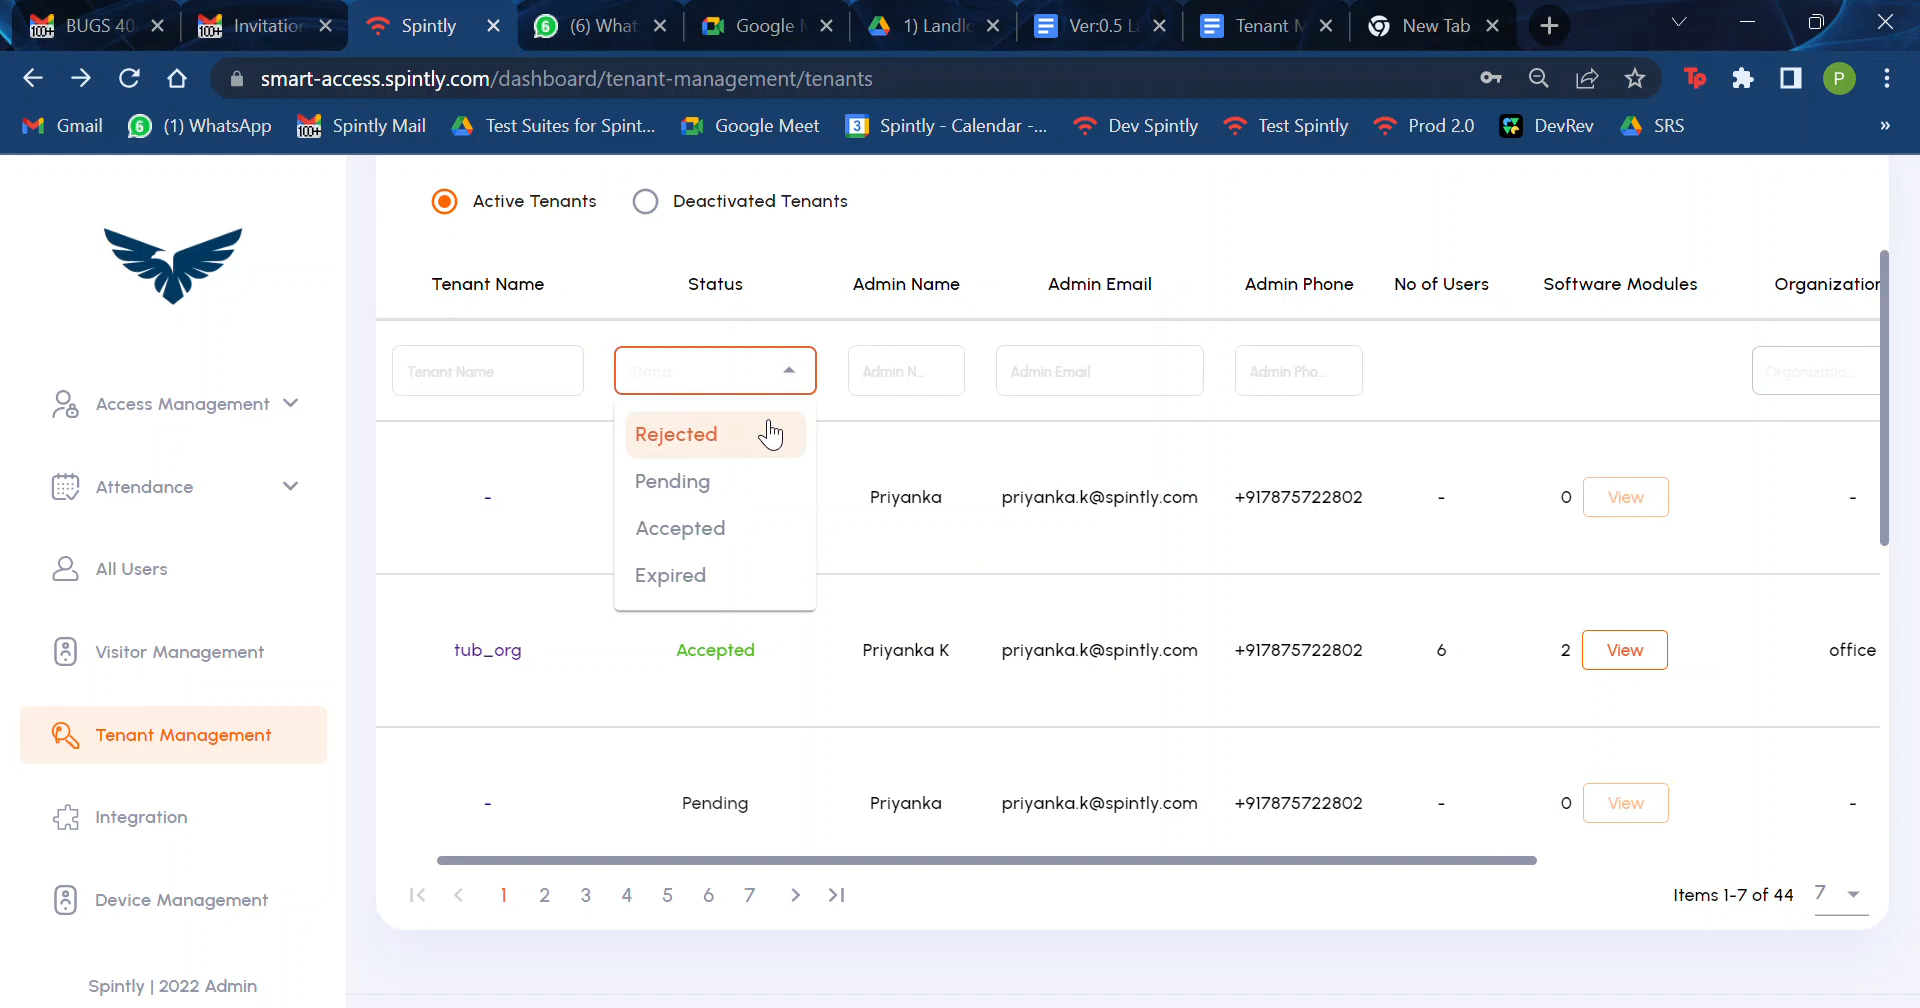 BUGS 40
Invitation
Spintly
(6) What
Google
1) Landlo
Ver:0.5 L
Tenant M
New Tab
smart-access.spintly.com/dashboard/tenant-management/tenants
Tp
P
Gmail
(1) WhatsApp
Spintly Mail
Test Suites for Spint...
Google Meet
Spintly - Calendar -...
Dev Spintly
Test Spintly
Prod 2.0
DevRev
SRS
»
Active Tenants
Deactivated Tenants
Tenant Name Status Admin Name Admin Email Admin Phone No of Users Software Modules Organization
Tenant Name Status Admin N... Admin Email Admin Pho... Organizatio...
Rejected
Pending
Accepted
Expired
- Priyanka priyanka.k@spintly.com +917875722802 - 0 View -
tub_org Accepted Priyanka K priyanka.k@spintly.com +917875722802 6 2 View office
- Pending Priyanka priyanka.k@spintly.com +917875722802 - 0 View -
1 2 3 4 5 6 7
Items 1-7 of 44 7
Access Management
Attendance
All Users
Visitor Management
Tenant Management
Integration
Device Management
Spintly | 2022 Admin